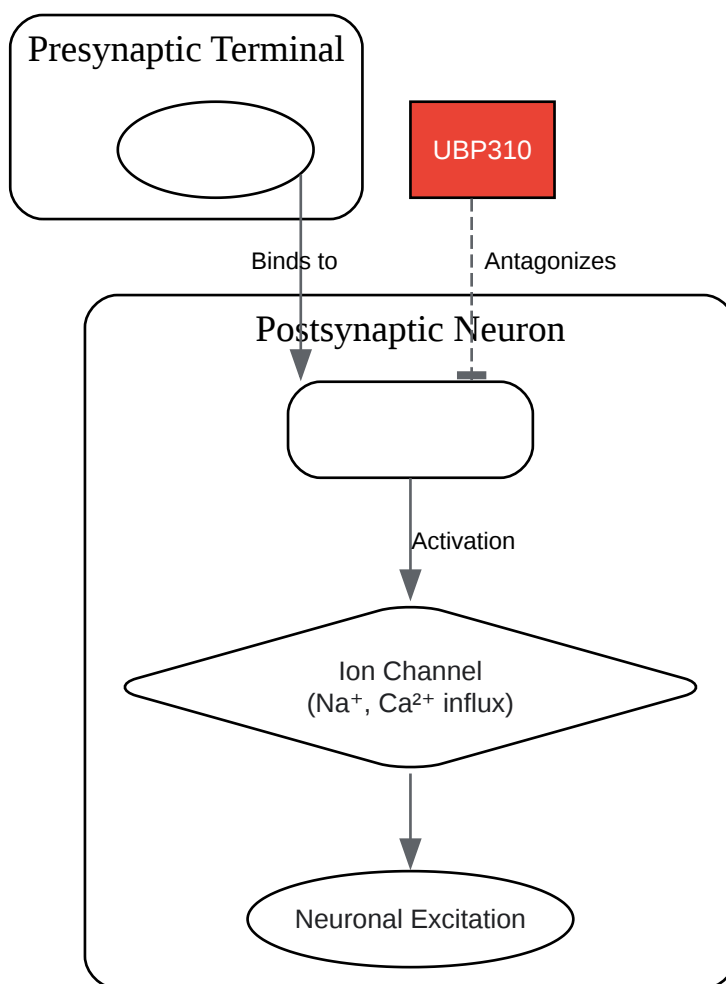 Presynaptic Terminal
UBP310
Binds to
Antagonizes
Postsynaptic Neuron
Activation
Ion Channel
(Na⁺, Ca²⁺ influx)
Neuronal Excitation